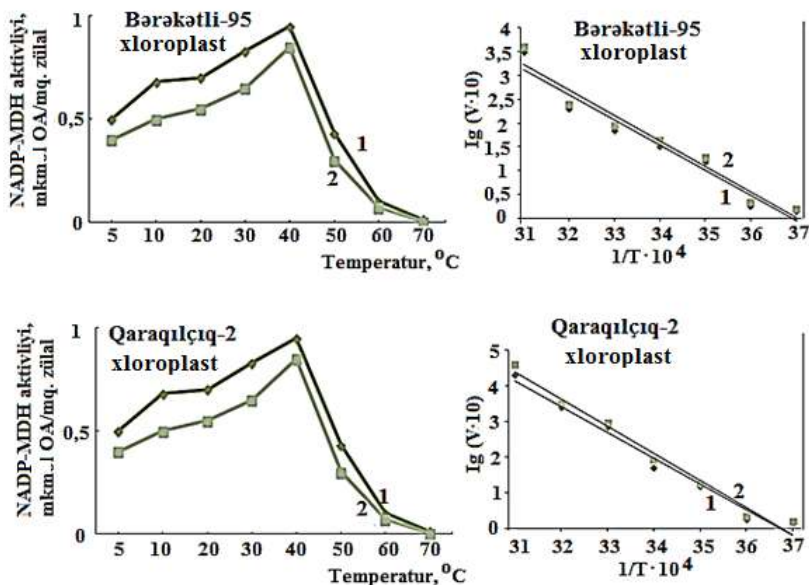 Bərəkətli-95
xloroplast
NADP-MDH aktivliyi,
mkm..l OA/mq. zülal
1
0,5
0
1
2
5 10 20 30 40 50 60 70
Temperatur, °C
Bərəkətli-95
xloroplast
lg (V·10)
3,5
3
2,5
2
1,5
1
0,5
0
2
1
31 32 33 34 35 36 37
1/T·10⁴
Qaraqılçıq-2
xloroplast
NADP-MDH aktivliyi,
mkm..l OA/mq. zülal
1
0,5
0
1
2
5 10 20 30 40 50 60 70
Temperatur, °C
Qaraqılçıq-2
xloroplast
lg (V·10)
5
4
3
2
1
0
2
1
31 32 33 34 35 36 37
1/T·10⁴